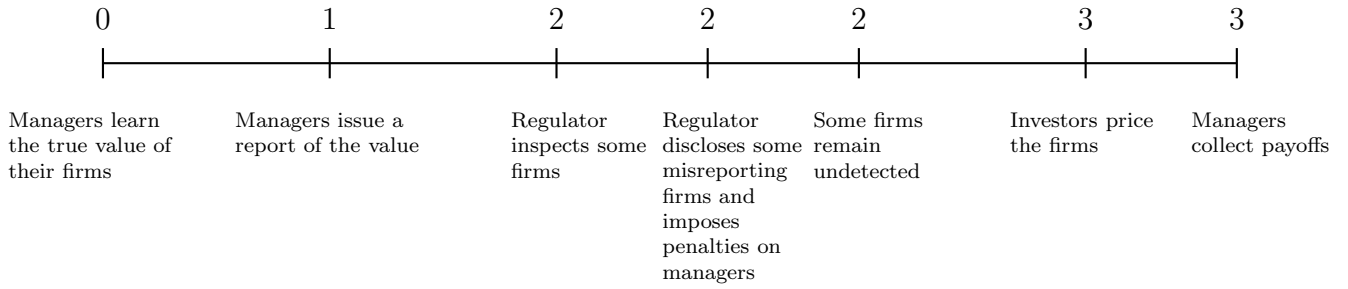 0 1 2 2 2 3 3
Managers learn
the true value of
their firms
Managers issue a
report of the value
Regulator
inspects some
firms
Regulator
discloses some
misreporting
firms and
imposes
penalties on
managers
Some firms
remain
undetected
Investors price
the firms
Managers
collect payoffs